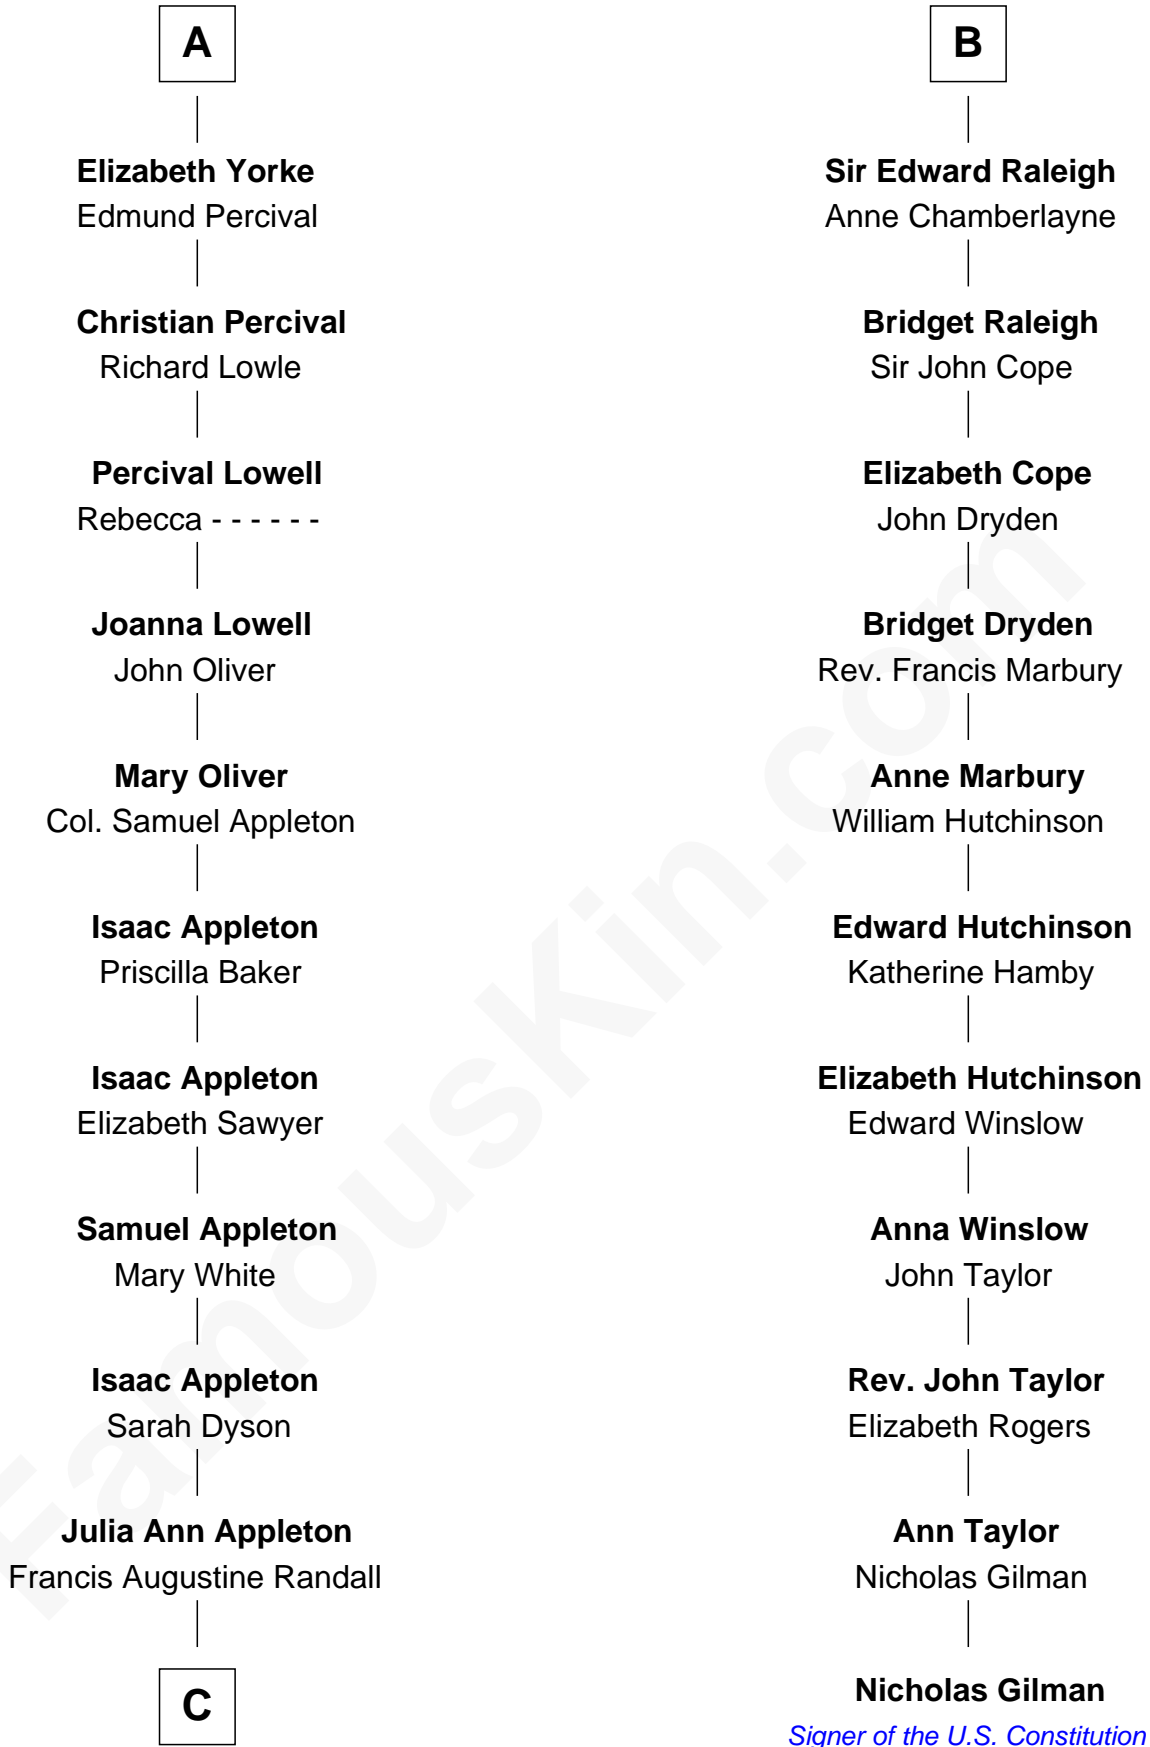 A
Elizabeth Yorke
Edmund Percival
Christian Percival
Richard Lowle
Percival Lowell
Rebecca - - - - - -
Joanna Lowell
John Oliver
Mary Oliver
Col. Samuel Appleton
Isaac Appleton
Priscilla Baker
Isaac Appleton
Elizabeth Sawyer
Samuel Appleton
Mary White
Isaac Appleton
Sarah Dyson
Julia Ann Appleton
Francis Augustine Randall
C
B
Sir Edward Raleigh
Anne Chamberlayne
Bridget Raleigh
Sir John Cope
Elizabeth Cope
John Dryden
Bridget Dryden
Rev. Francis Marbury
Anne Marbury
William Hutchinson
Edward Hutchinson
Katherine Hamby
Elizabeth Hutchinson
Edward Winslow
Anna Winslow
John Taylor
Rev. John Taylor
Elizabeth Rogers
Ann Taylor
Nicholas Gilman
Nicholas Gilman
Signer of the U.S. Constitution
FamousKin.com